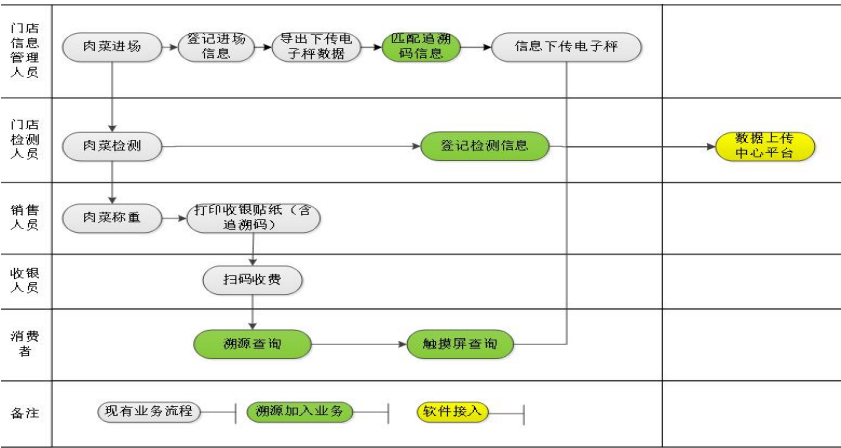 门店
信息
管理
人员
肉菜进场
登记进场
信息
导出下传电
子秤数据
匹配追溯
码信息
信息下传电子秤
门店
检测
人员
肉菜检测
登记检测信息
数据上传
中心平台
销售
人员
肉菜称重
打印收银贴纸（含
追溯码）
收银
人员
扫码收费
消费
者
溯源查询
触摸屏查询
备注
现有业务流程
溯源加入业务
软件接入